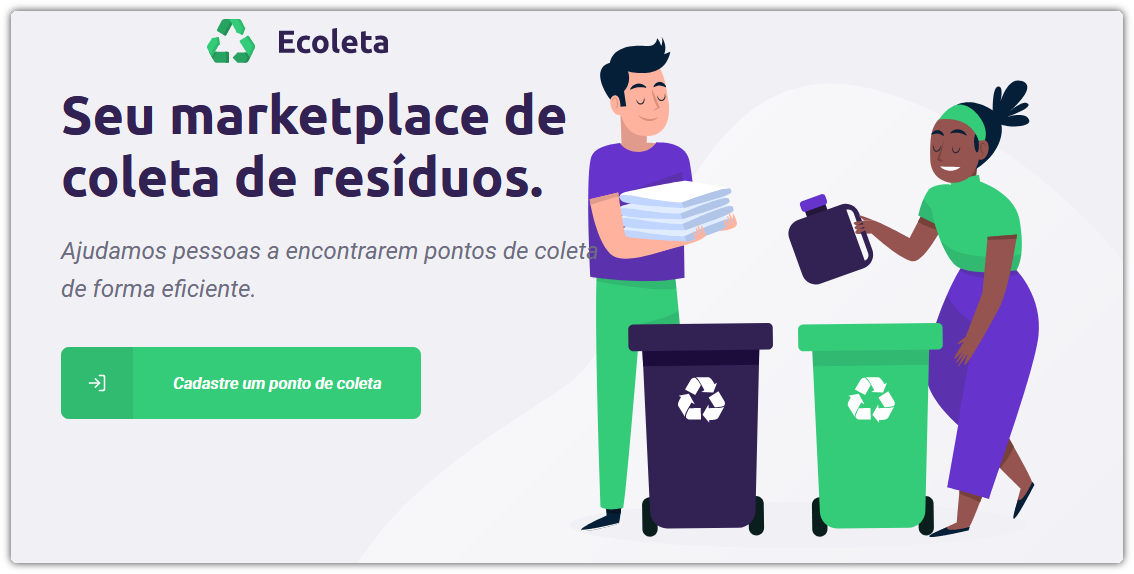 Ecoleta
Seu marketplace de
coleta de resíduos.
Ajudamos pessoas a encontrarem pontos de coleta
de forma eficiente.
Cadastre um ponto de coleta